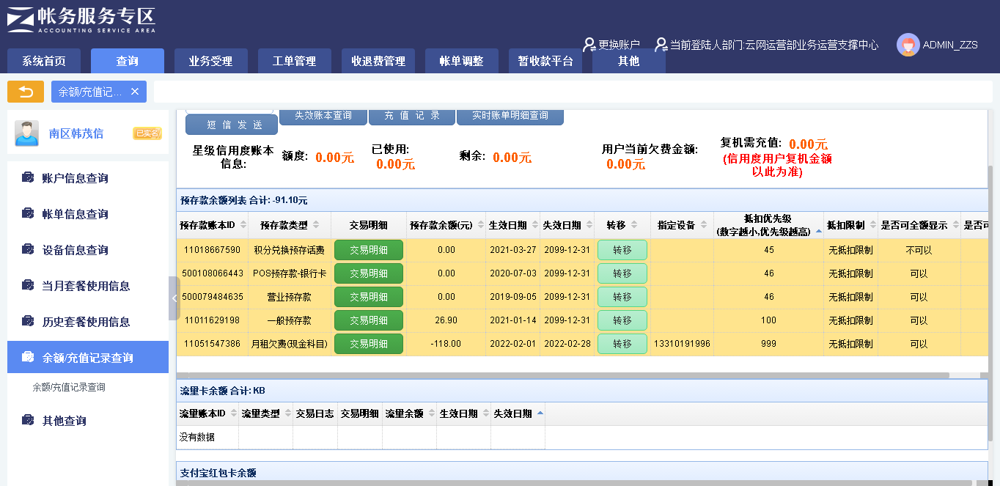 帐务服务专区
ACCOUNTING SERVICE AREA
更换账户 当前登陆人部门:云网运营部业务运营支撑中心 ADMIN_ZZS
系统首页 查询 业务受理 工单管理 收退费管理 帐单调整 暂收款平台 其他
余额/充值记... ×
南区韩茂信 已实名
账户信息查询
帐单信息查询
设备信息查询
当月套餐使用信息
历史套餐使用信息
余额/充值记录查询
余额/充值记录查询
其他查询
短 信 发 送 失效账本查询 充 值 记 录 实时账单明细查询
星级信用度账本信息: 额度: 0.00元 已使用: 0.00元 剩余: 0.00元 用户当前欠费金额: 0.00元 复机需充值: 0.00元
(信用度用户复机金额
以此为准)
预存款余额列表 合计: -91.10元
预存款账本ID 预存款类型 交易明细 预存款余额(元) 生效日期 失效日期 转移 指定设备 抵扣优先级 (数字越小,优先级越高) 抵扣限制 是否可全额显示 是否可
11018667590 积分兑换预存话费 交易明细 0.00 2021-03-27 2099-12-31 转移 45 无抵扣限制 不可以
500108066443 POS预存款-银行卡 交易明细 0.00 2020-07-03 2099-12-31 转移 46 无抵扣限制 可以
500079484635 营业预存款 交易明细 0.00 2019-09-05 2099-12-31 转移 46 无抵扣限制 可以
11011629198 一般预存款 交易明细 26.90 2021-01-14 2099-12-31 转移 100 无抵扣限制 可以
11051547386 月租欠费(现金科目) 交易明细 -118.00 2022-02-01 2022-02-28 转移 13310191996 999 无抵扣限制 可以
流量卡余额 合计: KB
流量账本ID 流量类型 交易日志 交易明细 流量余额 生效日期 失效日期
没有数据
支付宝红包卡余额